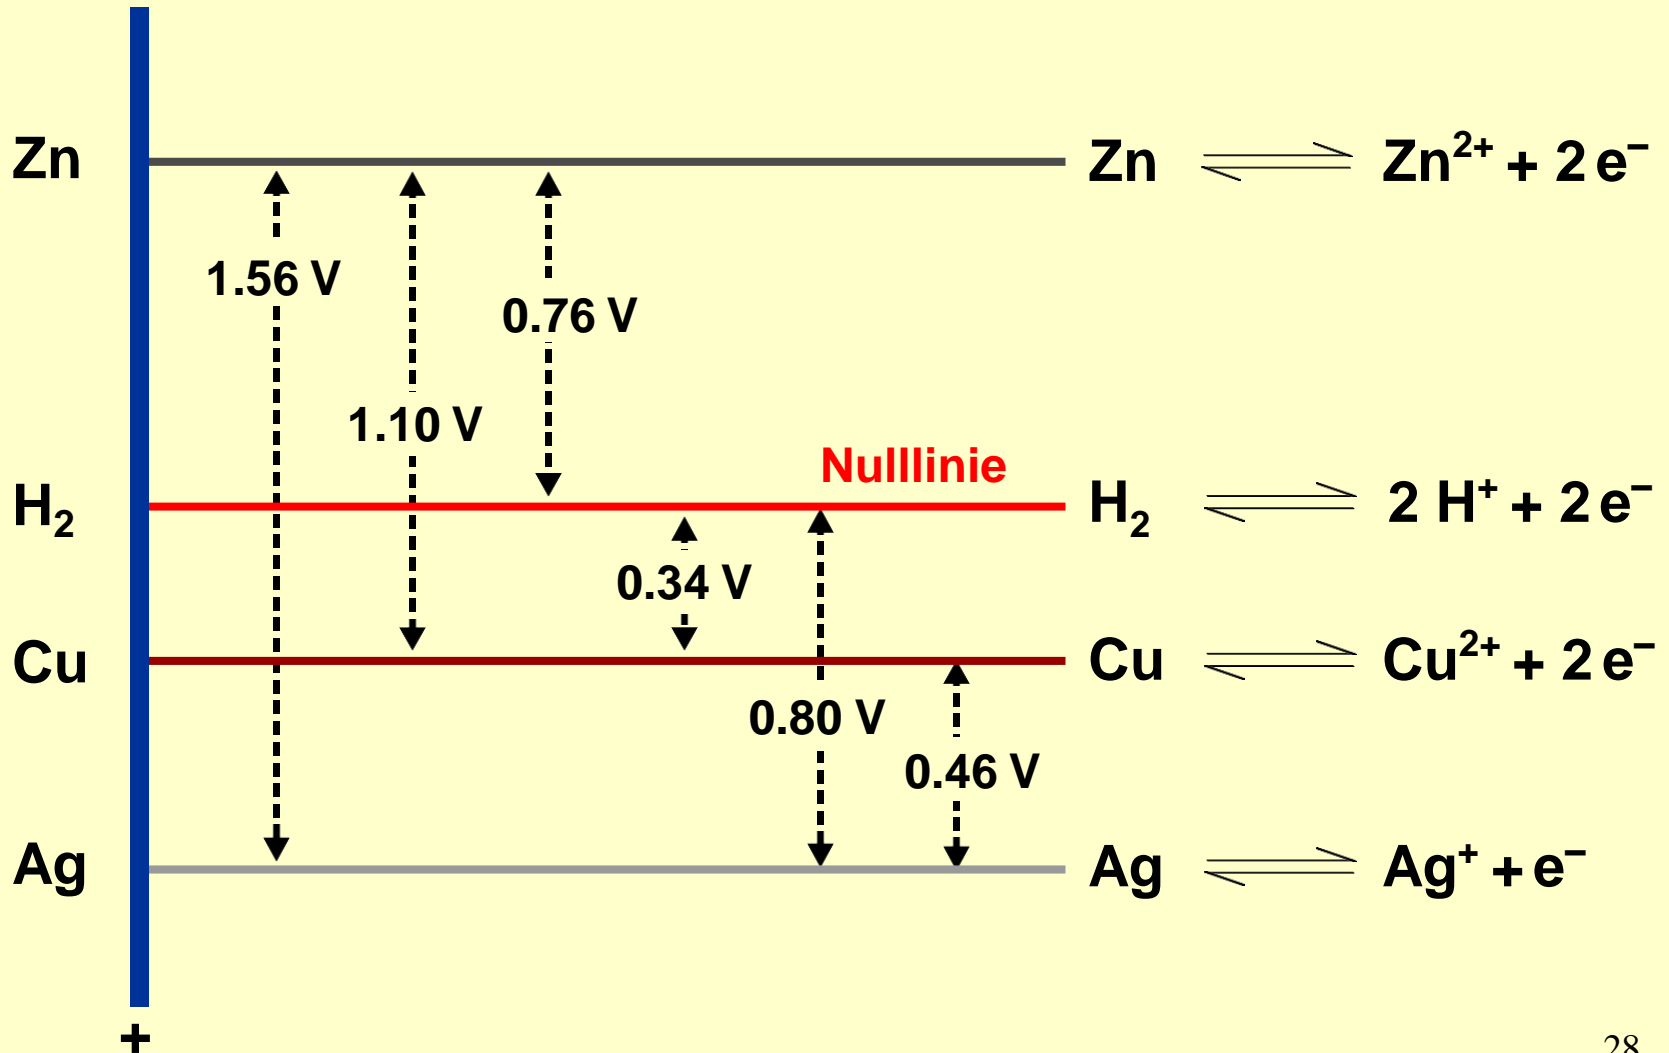 Zn Zn ⇌ Zn²⁺ + 2 e⁻
1.56 V
0.76 V
1.10 V
Nulllinie
H₂ H₂ ⇌ 2 H⁺ + 2 e⁻
0.34 V
Cu Cu ⇌ Cu²⁺ + 2 e⁻
0.80 V
0.46 V
Ag Ag ⇌ Ag⁺ + e⁻
+
28